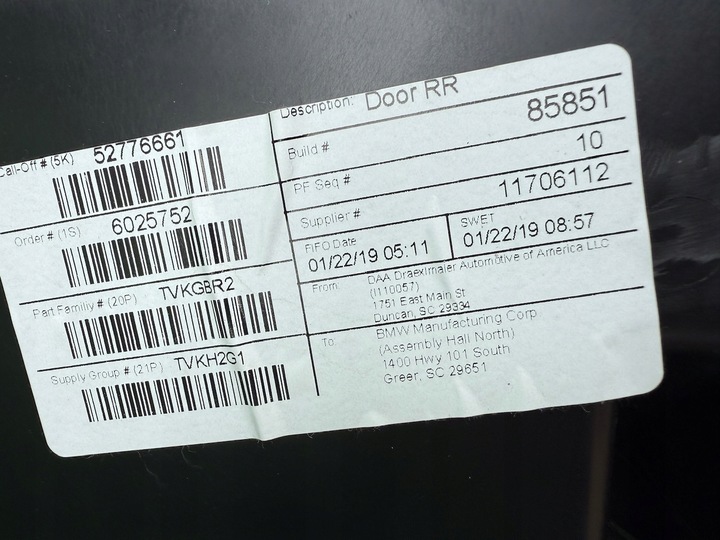 Call-Off # (5K) 52776661
Order # (1S) 6025752
Part Familiy # (20P) TVKGBR2
Supply Group # (21P) TVKH2G1
Description: Door RR
Build # 85851
PF Seq # 10
Supplier # 11706112
FIFO Date 01/22/19 05:11
SWET 01/22/19 08:57
From: DAA Draexlmaier Automotive of America LLC
(I110057)
1751 East Main St
Duncan, SC 29334
To: BMW Manufacturing Corp
(Assembly Hall North)
1400 Hwy 101 South
Greer, SC 29651